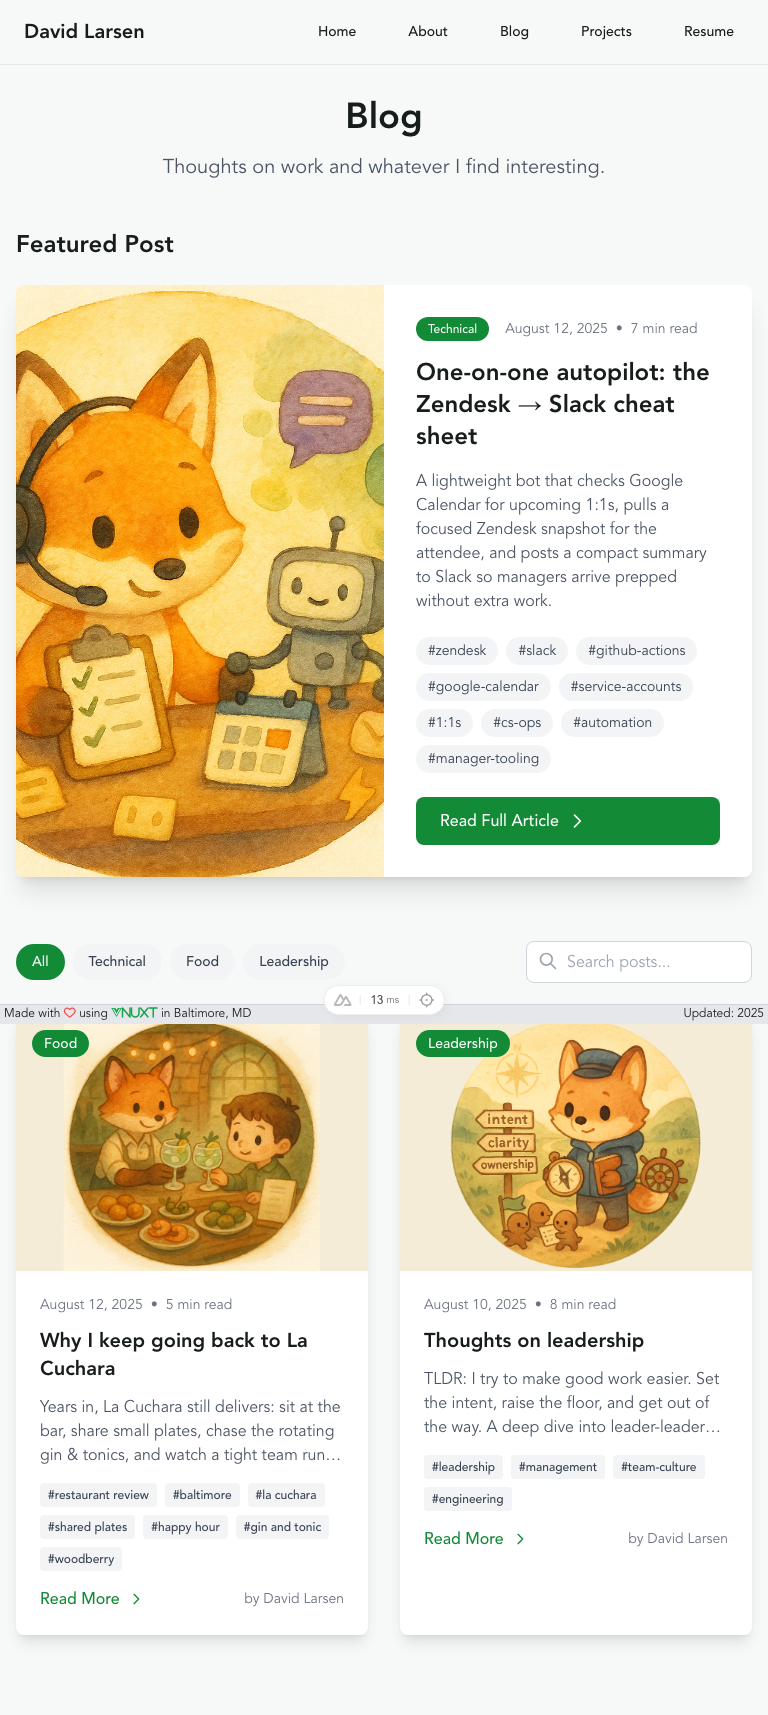 David Larsen
Home About Blog Projects Resume
Blog
Thoughts on work and whatever I find interesting.
Featured Post
Technical August 12, 2025 • 7 min read
One-on-one autopilot: the
Zendesk → Slack cheat
sheet
A lightweight bot that checks Google
Calendar for upcoming 1:1s, pulls a
focused Zendesk snapshot for the
attendee, and posts a compact summary
to Slack so managers arrive prepped
without extra work.
#zendesk #slack #github-actions
#google-calendar #service-accounts
#1:1s #cs-ops #automation
#manager-tooling
Read Full Article
All Technical Food Leadership
Search posts...
13 ms
Made with using NUXT in Baltimore, MD
Updated: 2025
Food
Leadership
intent
clarity
ownership
August 12, 2025 • 5 min read
Why I keep going back to La
Cuchara
Years in, La Cuchara still delivers: sit at the
bar, share small plates, chase the rotating
gin & tonics, and watch a tight team run...
#restaurant review #baltimore #la cuchara
#shared plates #happy hour #gin and tonic
#woodberry
Read More by David Larsen
August 10, 2025 • 8 min read
Thoughts on leadership
TLDR: I try to make good work easier. Set
the intent, raise the floor, and get out of
the way. A deep dive into leader-leader...
#leadership #management #team-culture
#engineering
Read More by David Larsen